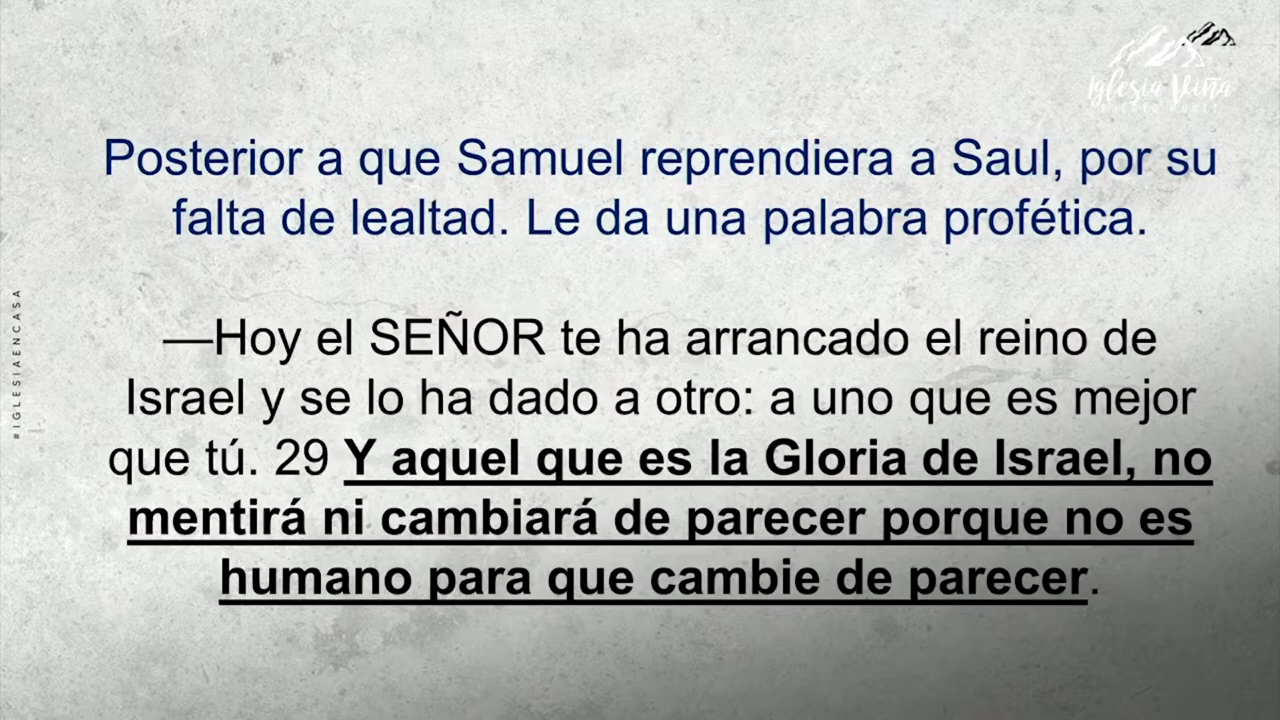 Iglesia Viña
#IGLESIAENCASA
Posterior a que Samuel reprendiera a Saul, por su
falta de lealtad. Le da una palabra profética.
—Hoy el SEÑOR te ha arrancado el reino de
Israel y se lo ha dado a otro: a uno que es mejor
que tú. 29 Y aquel que es la Gloria de Israel, no
mentirá ni cambiará de parecer porque no es
humano para que cambie de parecer.